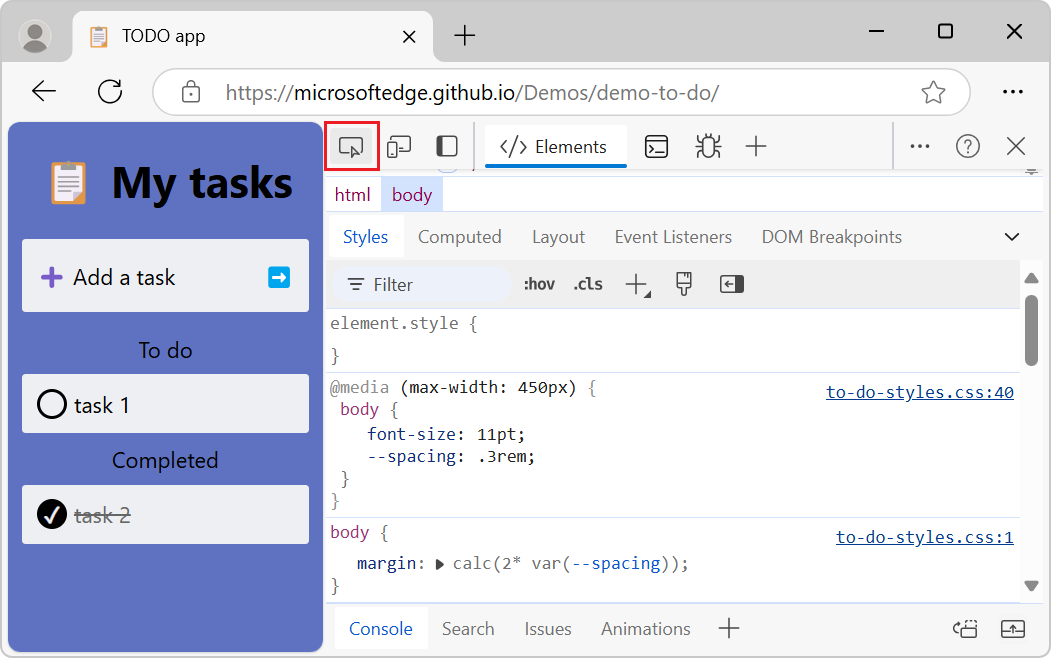 TODO app
https://microsoftedge.github.io/Demos/demo-to-do/
My tasks
Add a task
To do
task 1
Completed
task 2
Elements
html body
Styles Computed Layout Event Listeners DOM Breakpoints
Filter :hov .cls
element.style {
}
@media (max-width: 450px) { to-do-styles.css:40
body {
font-size: 11pt;
--spacing: .3rem;
}
}
body { to-do-styles.css:1
margin: calc(2* var(--spacing));
}
Console Search Issues Animations